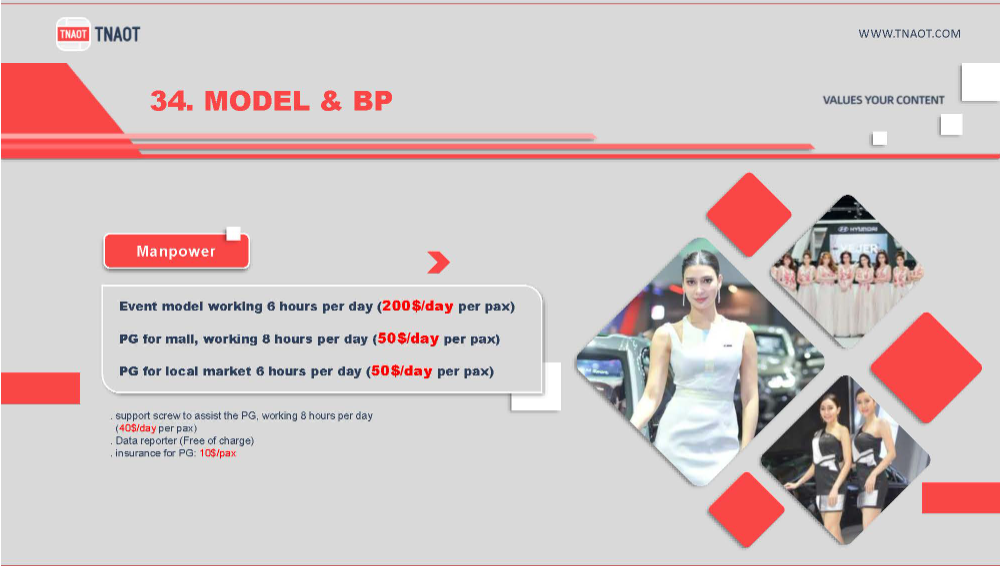 TNAOT TNAOT
WWW.TNAOT.COM
34. MODEL & BP
VALUES YOUR CONTENT
Manpower
Event model working 6 hours per day (200$/day per pax)
PG for mall, working 8 hours per day (50$/day per pax)
PG for local market 6 hours per day (50$/day per pax)
. support screw to assist the PG, working 8 hours per day
(40$/day per pax)
. Data reporter (Free of charge)
. insurance for PG: 10$/pax
HYUNDAI